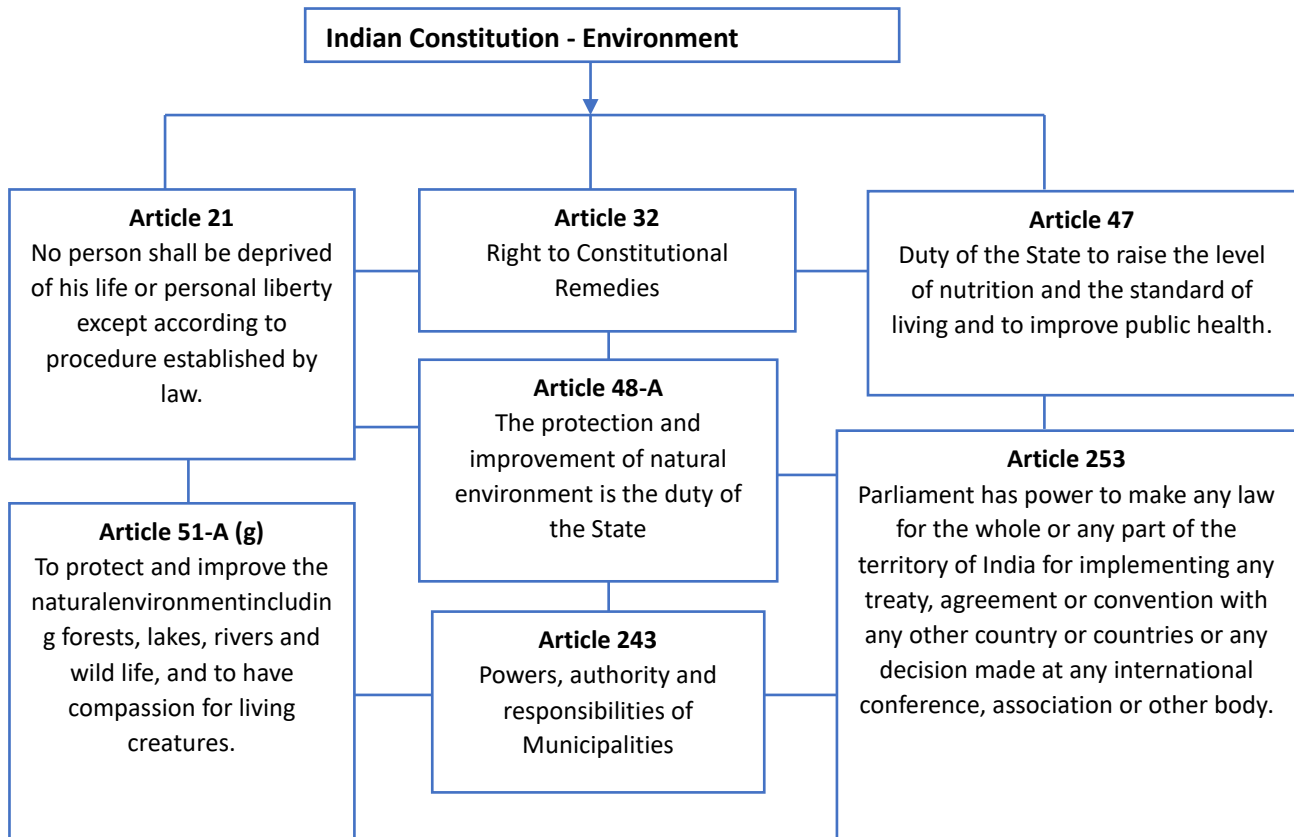 Indian Constitution - Environment
Article 21
No person shall be deprived
of his life or personal liberty
except according to
procedure established by
law.
Article 32
Right to Constitutional
Remedies
Article 47
Duty of the State to raise the level
of nutrition and the standard of
living and to improve public health.
Article 48-A
The protection and
improvement of natural
environment is the duty of
the State
Article 253
Parliament has power to make any law
for the whole or any part of the
territory of India for implementing any
treaty, agreement or convention with
any other country or countries or any
decision made at any international
conference, association or other body.
Article 51-A (g)
To protect and improve the
naturalenvironmentincludin
g forests, lakes, rivers and
wild life, and to have
compassion for living
creatures.
Article 243
Powers, authority and
responsibilities of
Municipalities